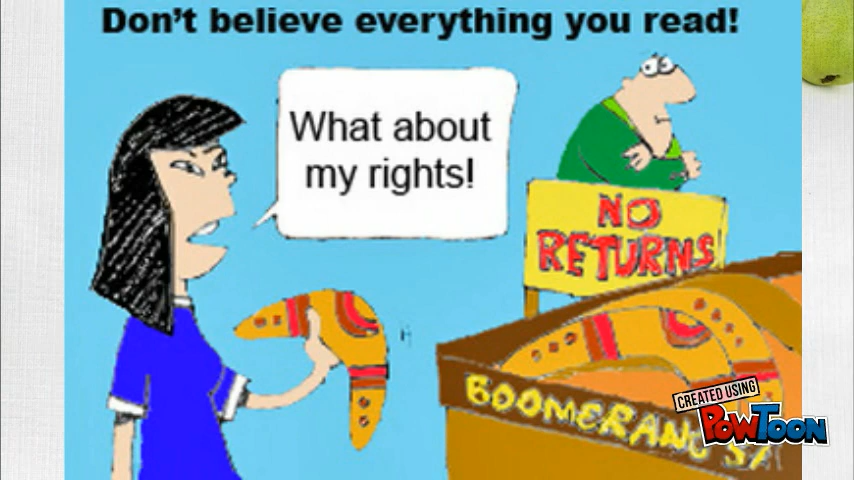 Don't believe everything you read!
What about
my rights!
NO
RETURNS
BOOMERANG
CREATED USING
POWTOON